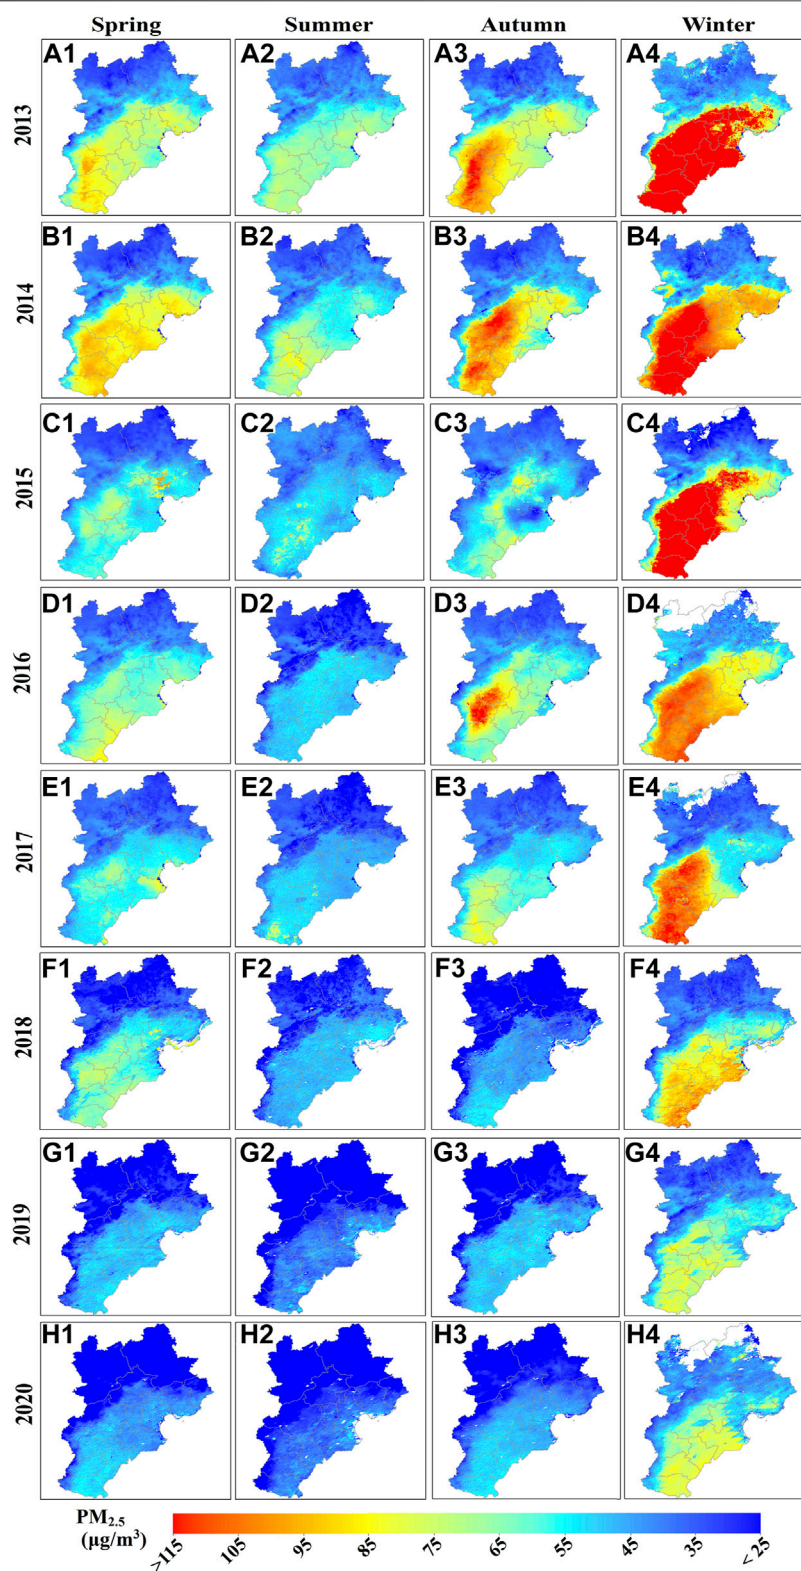 Spring Summer Autumn Winter
2013 A1 A2 A3 A4
2014 B1 B2 B3 B4
2015 C1 C2 C3 C4
2016 D1 D2 D3 D4
2017 E1 E2 E3 E4
2018 F1 F2 F3 F4
2019 G1 G2 G3 G4
2020 H1 H2 H3 H4
PM2.5
(μg/m³)
>115 105 95 85 75 65 55 45 35 <25